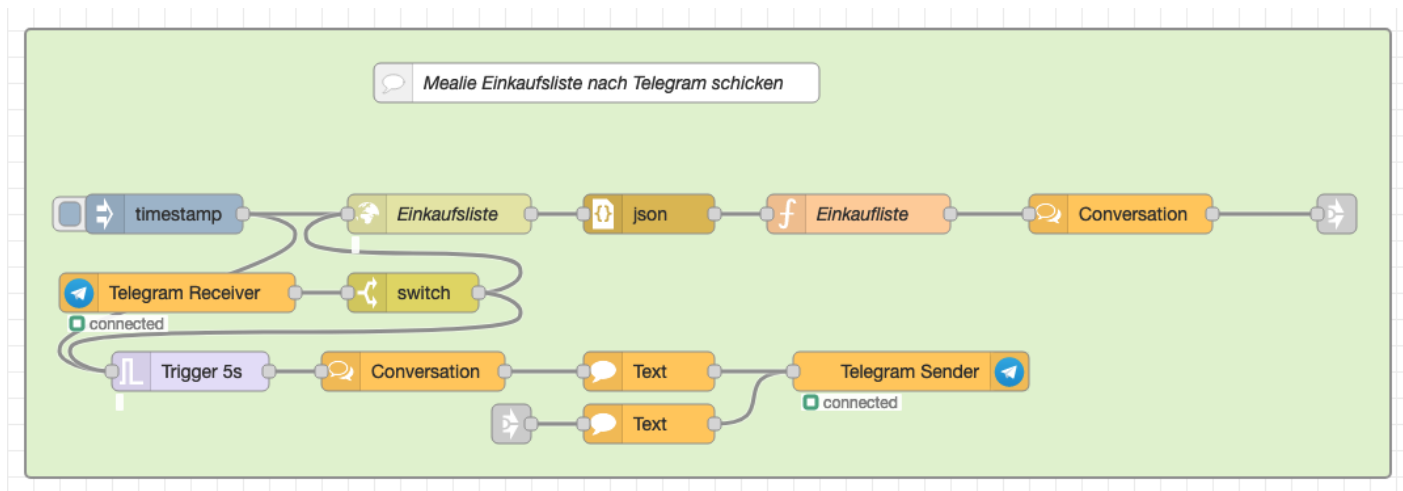 Mealie Einkaufsliste nach Telegram schicken
timestamp
Einkaufsliste
json
Einkaufliste
Conversation
Telegram Receiver
switch
connected
Trigger 5s
Conversation
Text
Telegram Sender
connected
Text